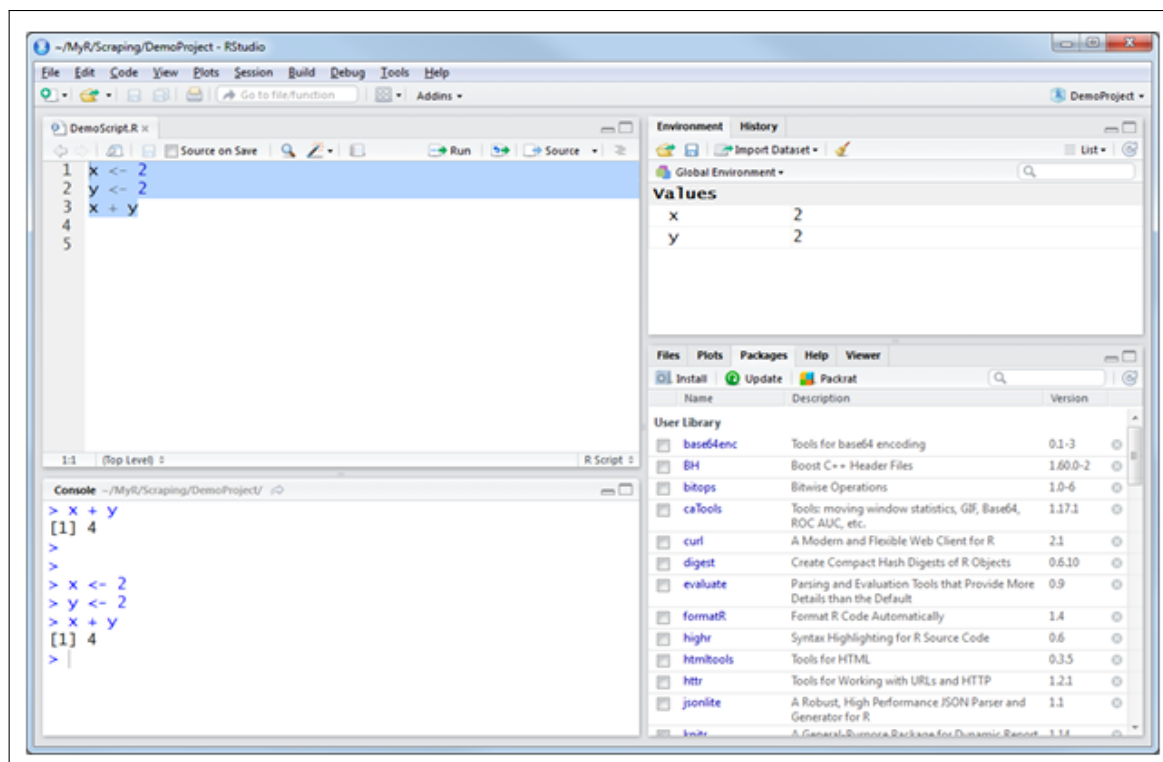 ~/MyR/Scraping/DemoProject - RStudio
File Edit Code View Plots Session Build Debug Tools Help
Go to file/function Addins DemoProject
DemoScript.R
Source on Save Run Source
1 x <- 2
2 y <- 2
3 x + y
4
5
1:1 (Top Level) R Script
Console ~/MyR/Scraping/DemoProject/
> x + y
[1] 4
>
>
> x <- 2
> y <- 2
> x + y
[1] 4
>
Environment History
Import Dataset List
Global Environment
Values
x 2
y 2
Files Plots Packages Help Viewer
Install Update Packrat
Name Description Version
User Library
base64enc Tools for base64 encoding 0.1-3
BH Boost C++ Header Files 1.60.0-2
bitops Bitwise Operations 1.0-6
caTools Tools: moving window statistics, GIF, Base64, 1.17.1
ROC AUC, etc.
curl A Modern and Flexible Web Client for R 2.1
digest Create Compact Hash Digests of R Objects 0.6.10
evaluate Parsing and Evaluation Tools that Provide More 0.9
Details than the Default
formatR Format R Code Automatically 1.4
highr Syntax Highlighting for R Source Code 0.6
htmltools Tools for HTML 0.3.5
httr Tools for Working with URLs and HTTP 1.2.1
jsonlite A Robust, High Performance JSON Parser and 1.1
Generator for R
knitr A General-Purpose Package for Dynamic Report 1.14